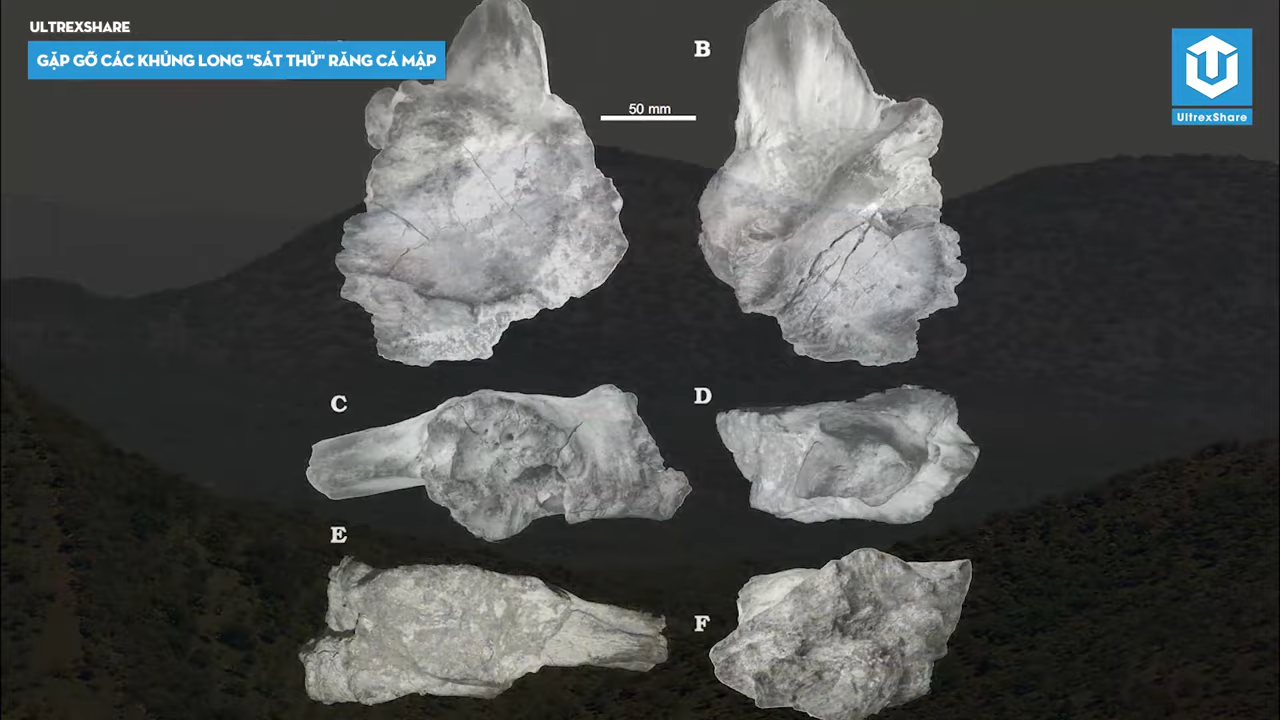 ULTREXSHARE
GẶP GỠ CÁC KHỦNG LONG "SÁT THỦ" RĂNG CÁ MẬP
B
50 mm
UltrexShare
C
D
E
F